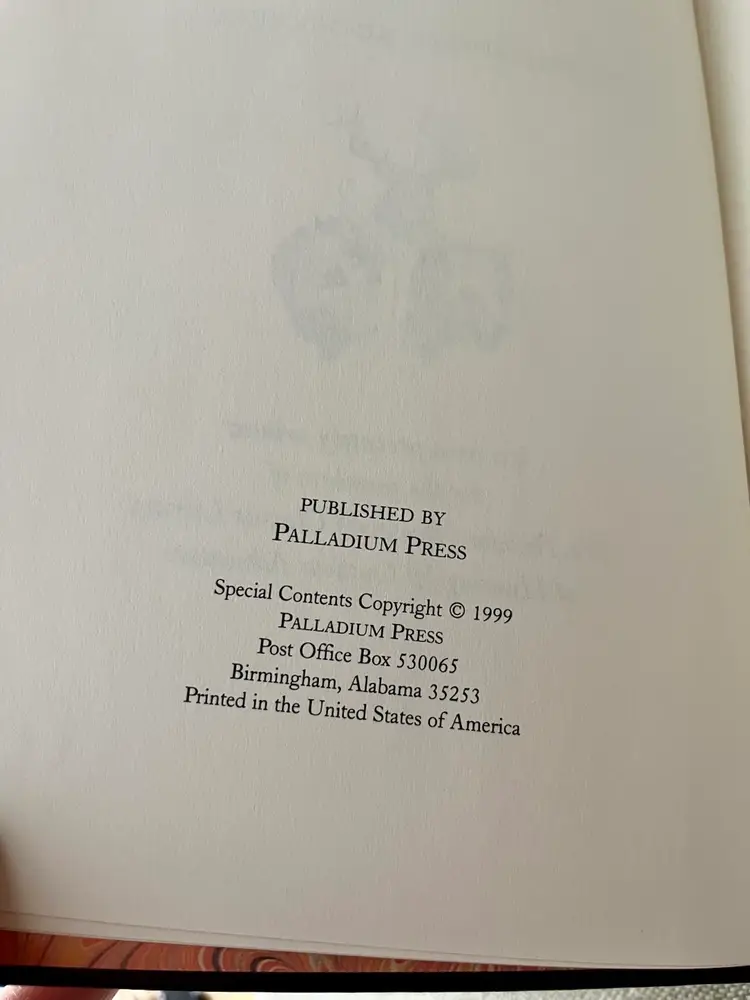 PUBLISHED BY
PALLADIUM PRESS
Special Contents Copyright © 1999
PALLADIUM PRESS
Post Office Box 530065
Birmingham, Alabama 35253
Printed in the United States of America